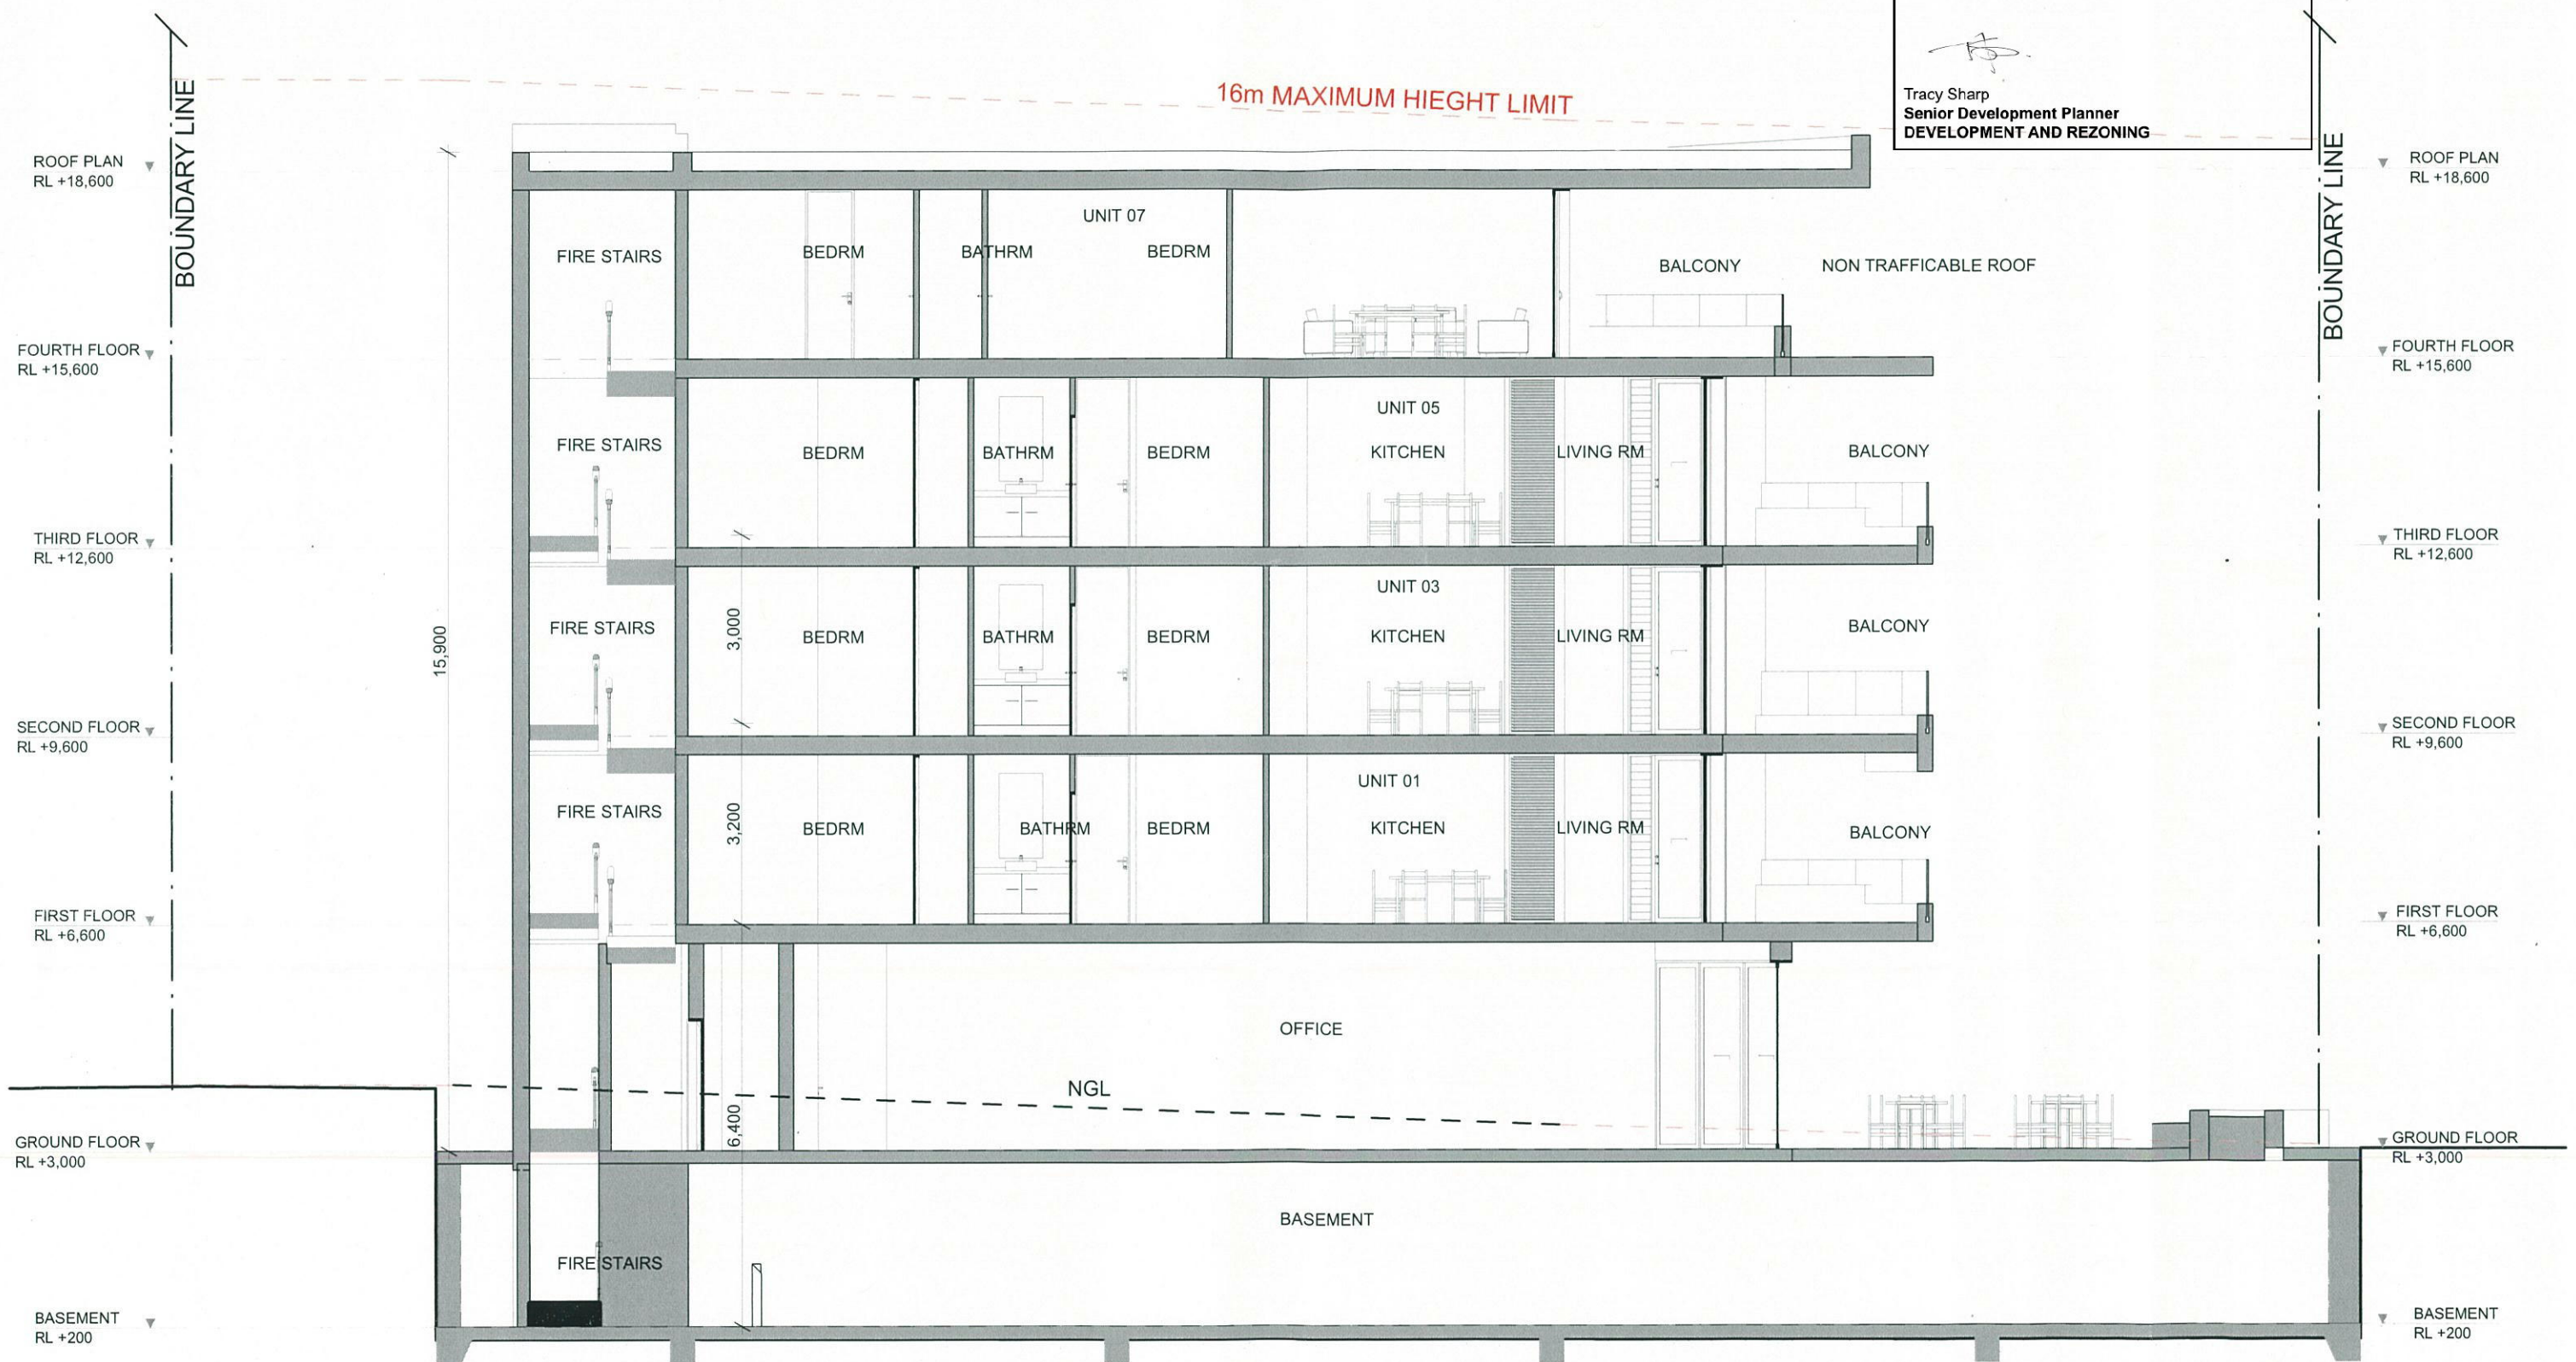 16m MAXIMUM HIEGHT LIMIT
Tracy Sharp
Senior Development Planner
DEVELOPMENT AND REZONING
BOUNDARY LINE
BOUNDARY LINE
ROOF PLAN
RL +18,600
ROOF PLAN
RL +18,600
UNIT 07
FIRE STAIRS
BEDRM
BATHRM
BEDRM
BALCONY
NON TRAFFICABLE ROOF
FOURTH FLOOR
RL +15,600
FOURTH FLOOR
RL +15,600
UNIT 05
FIRE STAIRS
BEDRM
BATHRM
BEDRM
KITCHEN
LIVING RM
BALCONY
THIRD FLOOR
RL +12,600
THIRD FLOOR
RL +12,600
UNIT 03
15,900
FIRE STAIRS
3,000
BEDRM
BATHRM
BEDRM
KITCHEN
LIVING RM
BALCONY
SECOND FLOOR
RL +9,600
SECOND FLOOR
RL +9,600
UNIT 01
FIRE STAIRS
3,200
BEDRM
BATHRM
BEDRM
KITCHEN
LIVING RM
BALCONY
FIRST FLOOR
RL +6,600
FIRST FLOOR
RL +6,600
OFFICE
NGL
6,400
GROUND FLOOR
RL +3,000
GROUND FLOOR
RL +3,000
BASEMENT
FIRE STAIRS
BASEMENT
RL +200
BASEMENT
RL +200